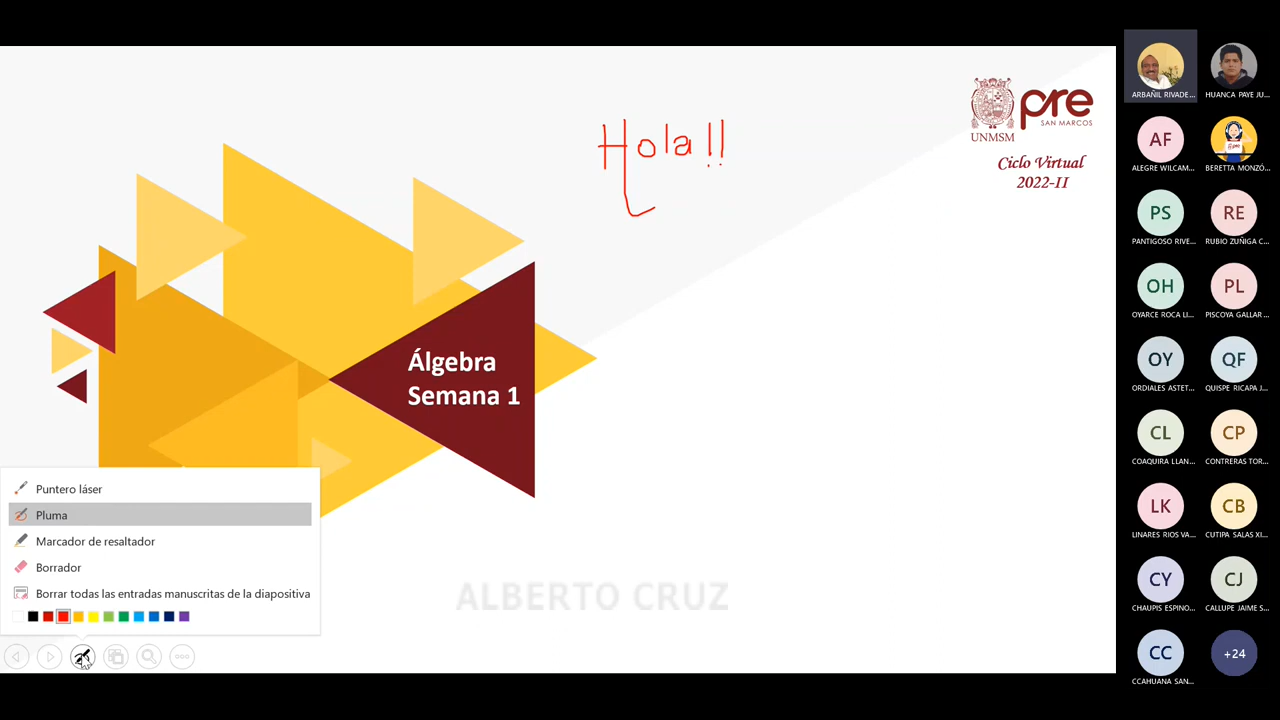 Hola!!
UNMSM
pre
SAN MARCOS
Ciclo Virtual
2022-II
Álgebra
Semana 1
Puntero láser
Pluma
Marcador de resaltador
Borrador
Borrar todas las entradas manuscritas de la diapositiva
ALBERTO CRUZ
ARBAÑIL RIVADE...
HUANCA PAYE JU...
AF
ALEGRE WILCAM...
BERETTA MONZÓ...
PS
PANTIGOSO RIVE...
RE
RUBIO ZUÑIGA C...
OH
OYARCE ROCA LI...
PL
PISCOYA GALLAR...
OY
ORDIALES ASTET...
QF
QUISPE RICAPA J...
CL
COAQUIRA LLAN...
CP
CONTRERAS TOR...
LK
LINARES RIOS VA...
CB
CUTIPA SALAS XI...
CY
CHAUPIS ESPINO...
CJ
CALLUPE JAIME S...
CC
CCAHUANA SAN...
+24